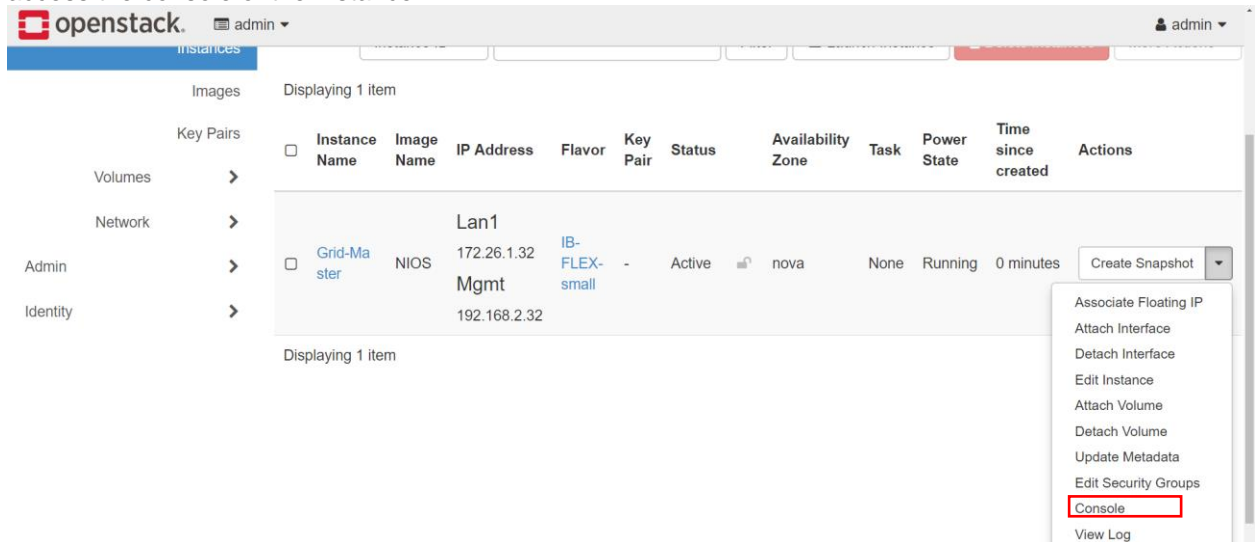 openstack. admin admin
Instances
Images
Displaying 1 item
Key Pairs
Instance Name Image Name IP Address Flavor Key Pair Status Availability Zone Task Power State Time since created Actions
Volumes
Network
Admin
Identity
Grid-Ma
ster
NIOS
Lan1
172.26.1.32
Mgmt
192.168.2.32
IB-
FLEX-
small
-
Active
nova
None
Running
0 minutes
Create Snapshot
Associate Floating IP
Attach Interface
Detach Interface
Edit Instance
Attach Volume
Detach Volume
Update Metadata
Edit Security Groups
Console
View Log
Displaying 1 item